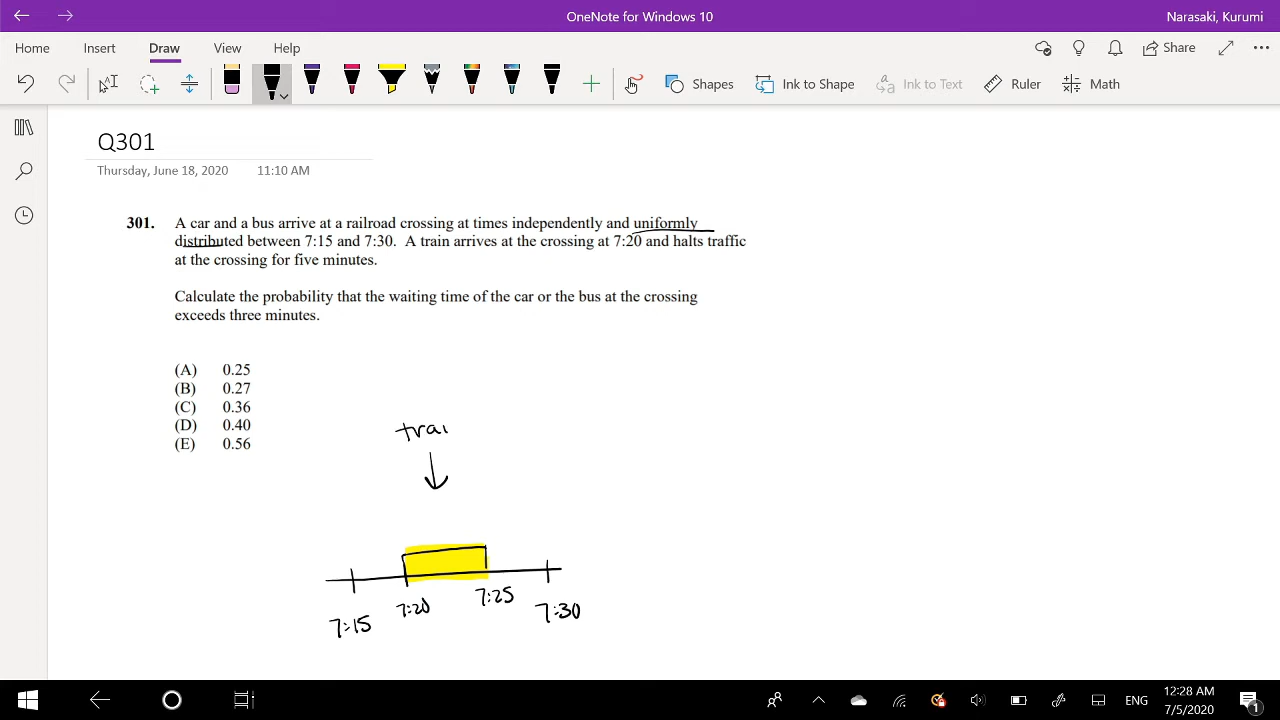 OneNote for Windows 10
Narasaki, Kurumi
Home Insert Draw View Help
Share
Shapes Ink to Shape Ink to Text Ruler Math
Q301
Thursday, June 18, 2020 11:10 AM
301. A car and a bus arrive at a railroad crossing at times independently and uniformly
distributed between 7:15 and 7:30. A train arrives at the crossing at 7:20 and halts traffic
at the crossing for five minutes.
Calculate the probability that the waiting time of the car or the bus at the crossing
exceeds three minutes.
(A) 0.25
(B) 0.27
(C) 0.36
(D) 0.40
(E) 0.56
trai
7:15 7:20 7:25 7:30
ENG
12:28 AM
7/5/2020
1